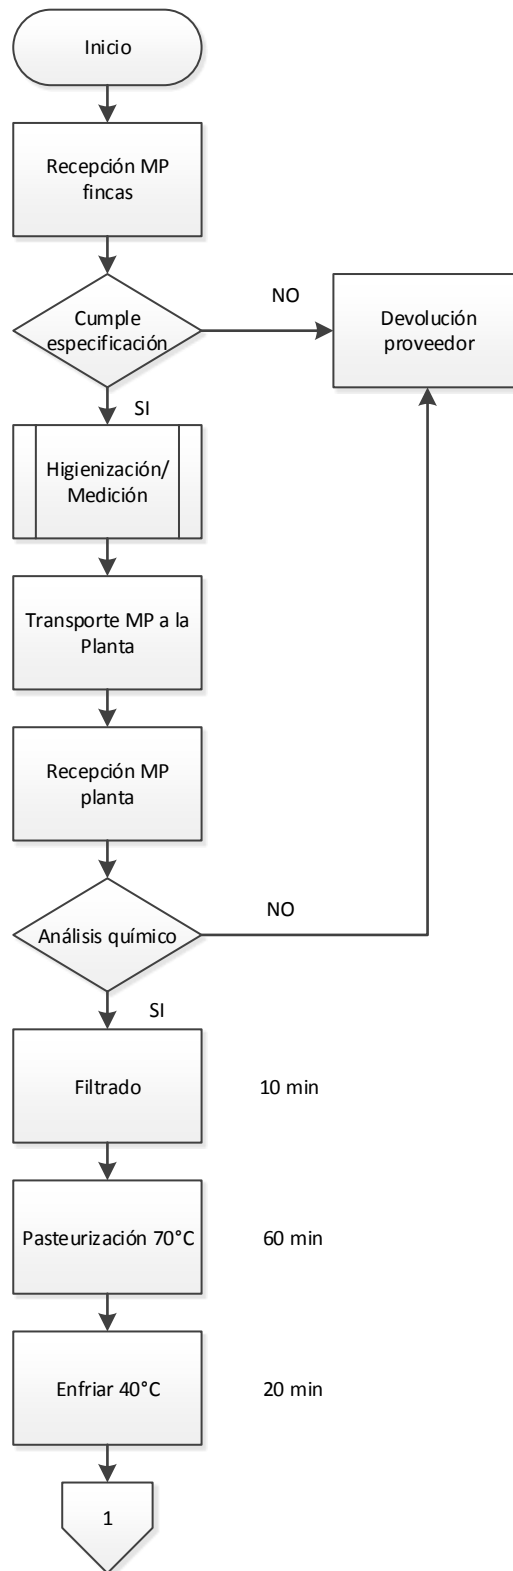 Inicio
Recepción MP
fincas
Cumple
especificación
NO
Devolución
proveedor
SI
Higienización/
Medición
Transporte MP a la
Planta
Recepción MP
planta
Análisis químico
NO
SI
Filtrado
10 min
Pasteurización 70°C
60 min
Enfriar 40°C
20 min
1